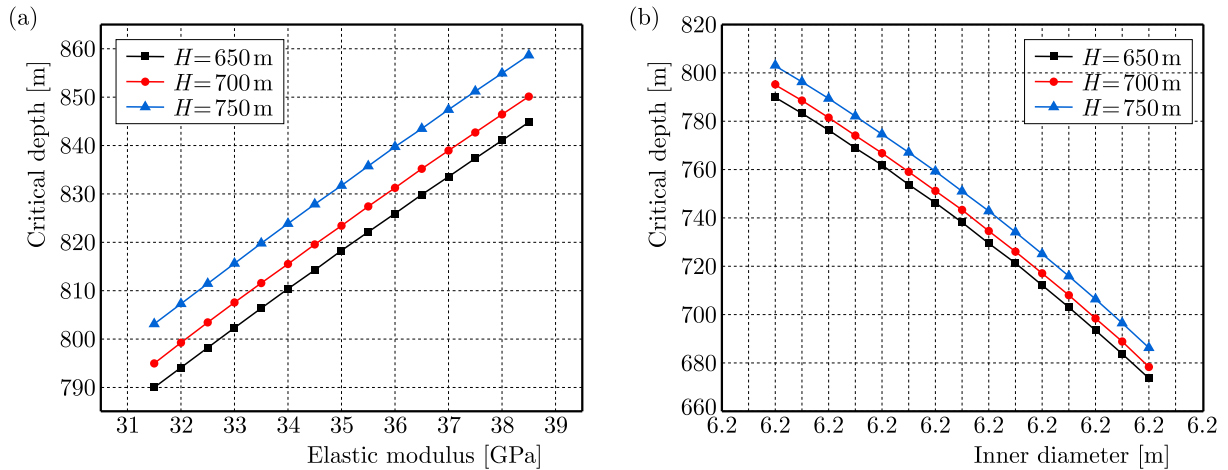 (a)
Critical depth [m]
860
850
840
830
820
810
800
790
H=650 m
H=700 m
H=750 m
31 32 33 34 35 36 37 38 39
Elastic modulus [GPa]
(b)
Critical depth [m]
820
800
780
760
740
720
700
680
660
H=650 m
H=700 m
H=750 m
6.2 6.2 6.2 6.2 6.2 6.2 6.2 6.2 6.2 6.2
Inner diameter [m]